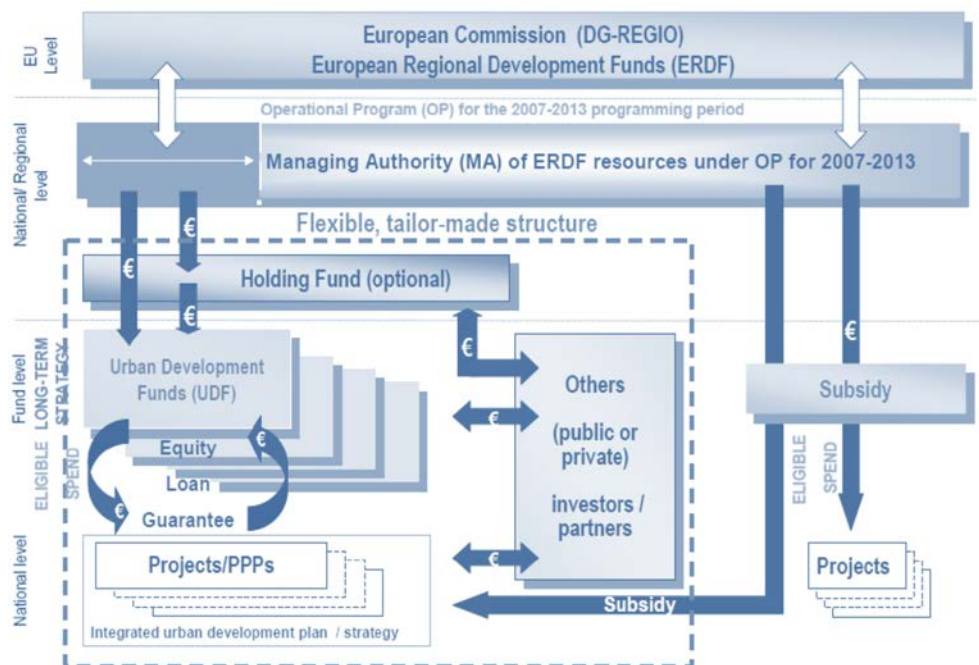 EU
Level
European Commission (DG-REGIO)
European Regional Development Funds (ERDF)
Operational Program (OP) for the 2007-2013 programming period
National/ Regional
level
Managing Authority (MA) of ERDF resources under OP for 2007-2013
€
€
Flexible, tailor-made structure
Holding Fund (optional)
€
€
€
Fund level
LONG-TERM
STRATEGY
Urban Development
Funds (UDF)
Others
(public or
private)
investors /
partners
Subsidy
€
ELIGIBLE
SPEND
€
€
Equity
Loan
Guarantee
ELIGIBLE
SPEND
National level
Projects/PPPs
€
Projects
Subsidy
Integrated urban development plan / strategy